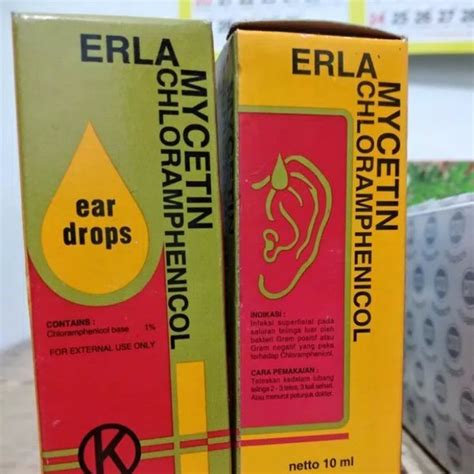 ERLA
MYCETIN
CHLORAMPHENICOL
ear
drops
CONTAINS :
Chloramphenicol base 1%
FOR EXTERNAL USE ONLY
K
ERLA
MYCETIN
CHLORAMPHENICOL
INDIKASI :
Infeksi superfisial pada
saluran telinga luar oleh
bakteri Gram positif atau
Gram negatif yang peka
terhadap Chloramphenicol.
CARA PEMAKAIAN :
Teteskan kedalam lubang
telinga 2 - 3 tetes, 3 kali sehari.
Atau menurut petunjuk dokter.
netto 10 ml
24 25 26 27 28